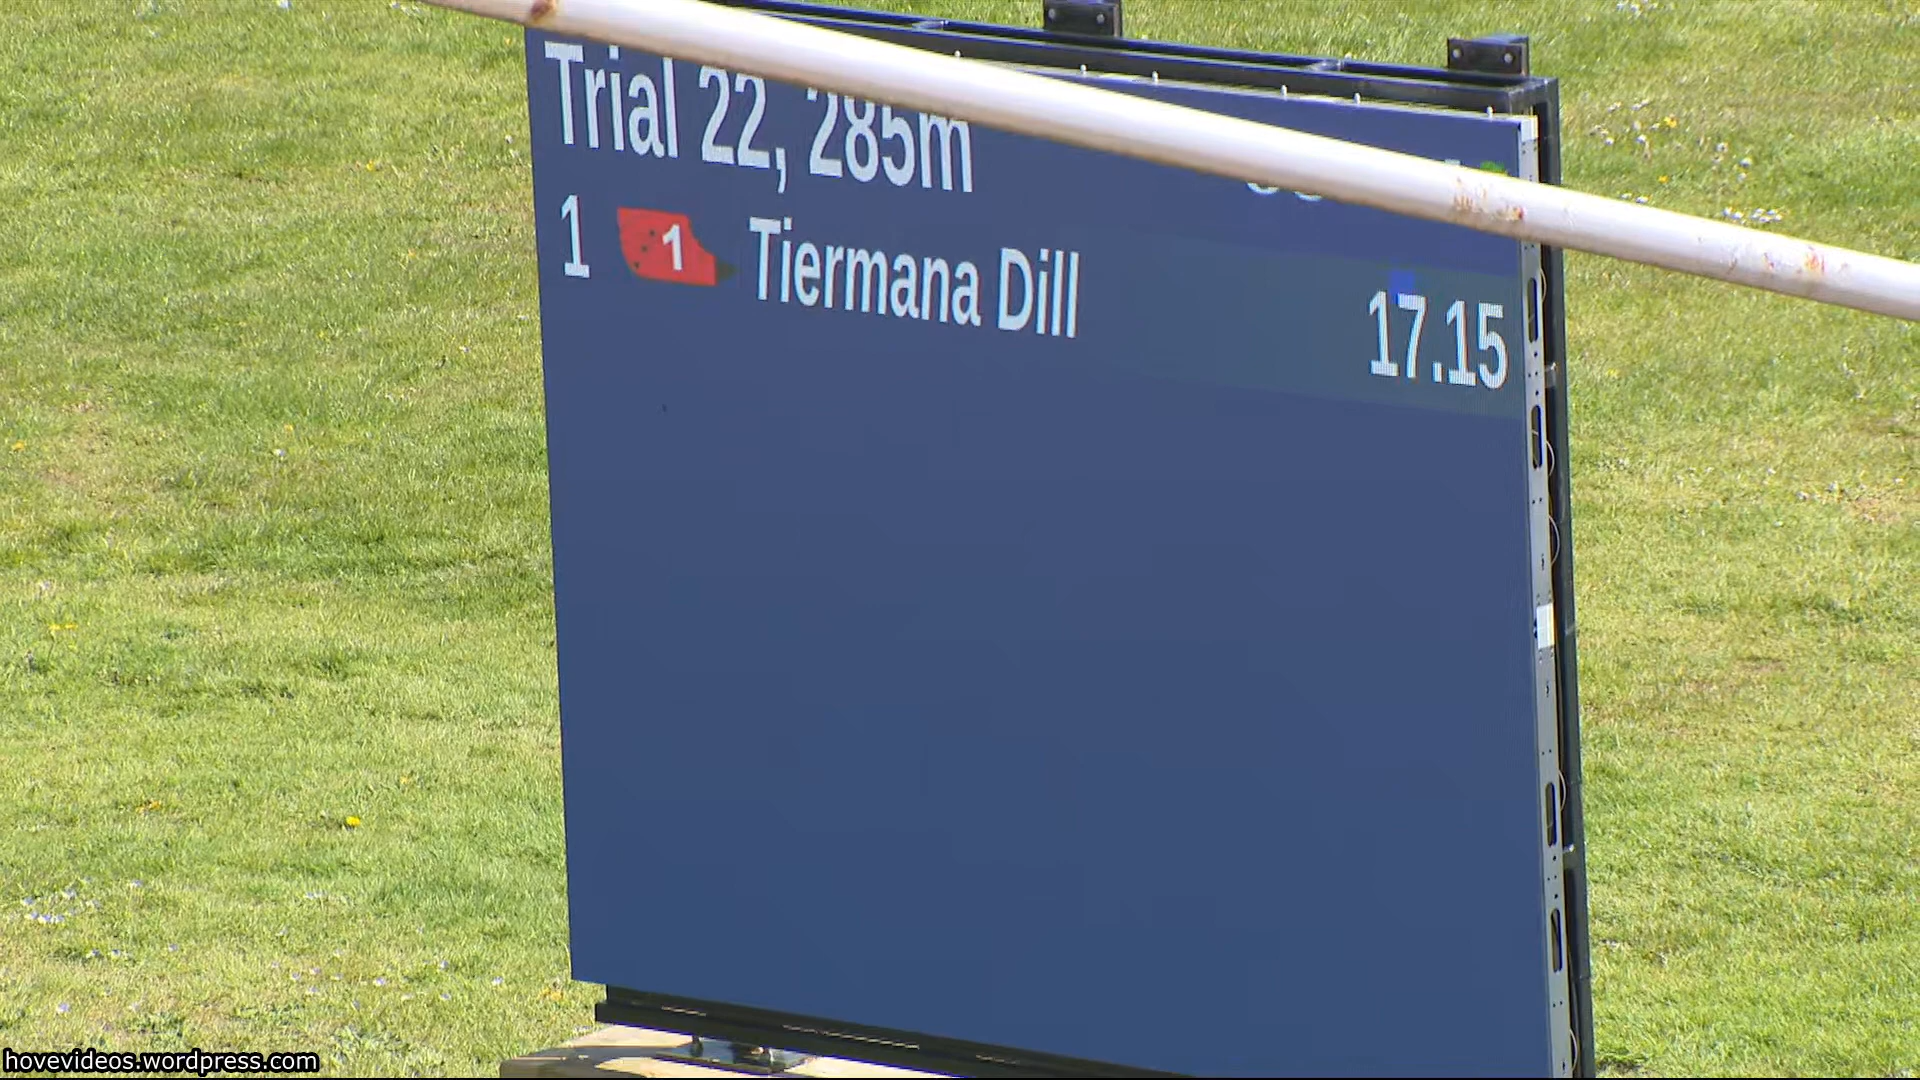 Trial 22, 285m
1 1 Tiermana Dill 17.15
hovevideos.wordpress.com